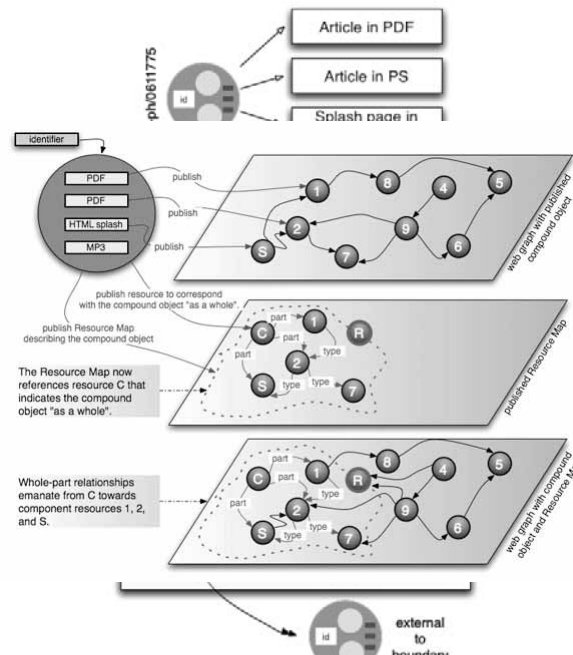 Article in PDF
ph/0611775
Article in PS
id
Splash page in
identifier
PDF
publish
PDF
publish
HTML splash
publish
MP3
1
8
4
5
2
9
S
7
6
web graph with published
compound object
publish resource to correspond
with the compound object "as a whole".
publish Resource Map
describing the compound object
part
1
C
R
part
part
type
2
S
type
type
7
published Resource Map
The Resource Map now
references resource C that
indicates the compound
object "as a whole".
part
8
5
C
1
R
4
part
part
type
2
9
S
type
type
7
6
web graph with compound
object and Resource Ma
Whole-part relationships
emanate from C towards
component resources 1, 2,
and S.
id
external
to
boundary